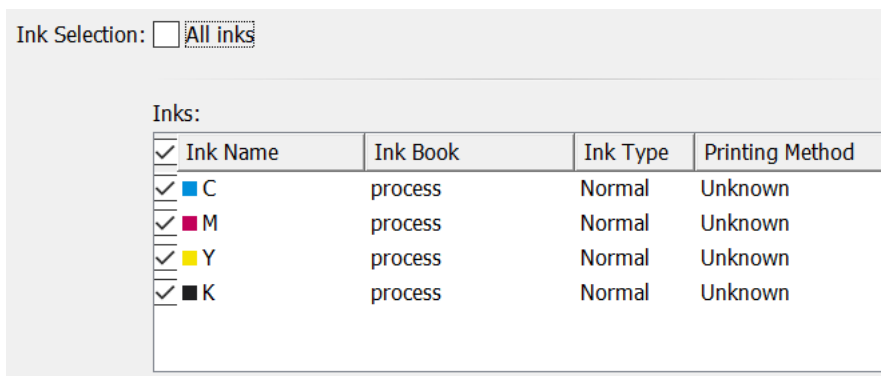 Ink Selection: All inks
Inks:
Ink Name Ink Book Ink Type Printing Method
C process Normal Unknown
M process Normal Unknown
Y process Normal Unknown
K process Normal Unknown